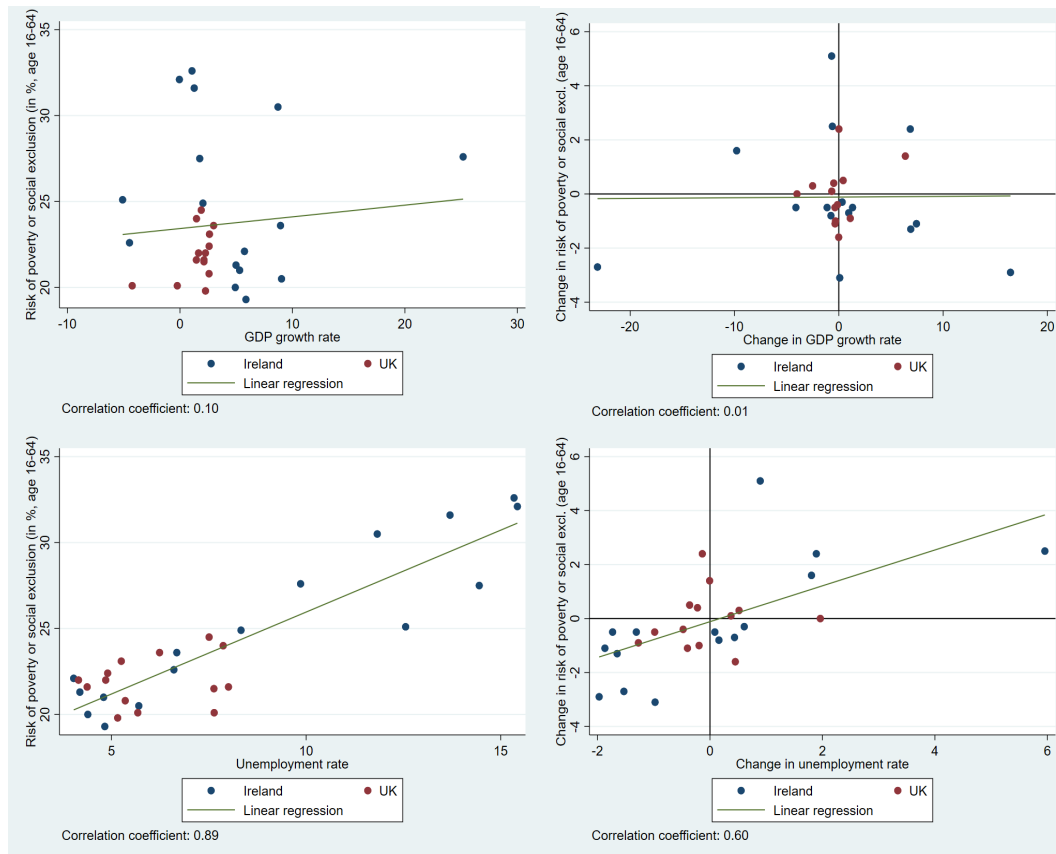 Risk of poverty or social exclusion (in %, age 16-64)
35
30
25
20
-10 0 10 20 30
GDP growth rate
Ireland UK
Linear regression
Correlation coefficient: 0.10
Change in risk of poverty or social excl. (age 16-64)
6
4
2
0
-2
-4
-20 -10 0 10 20
Change in GDP growth rate
Ireland UK
Linear regression
Correlation coefficient: 0.01
Risk of poverty or social exclusion (in %, age 16-64)
35
30
25
20
5 10 15
Unemployment rate
Ireland UK
Linear regression
Correlation coefficient: 0.89
Change in risk of poverty or social excl. (age 16-64)
6
4
2
0
-2
-4
-2 0 2 4 6
Change in unemployment rate
Ireland UK
Linear regression
Correlation coefficient: 0.60